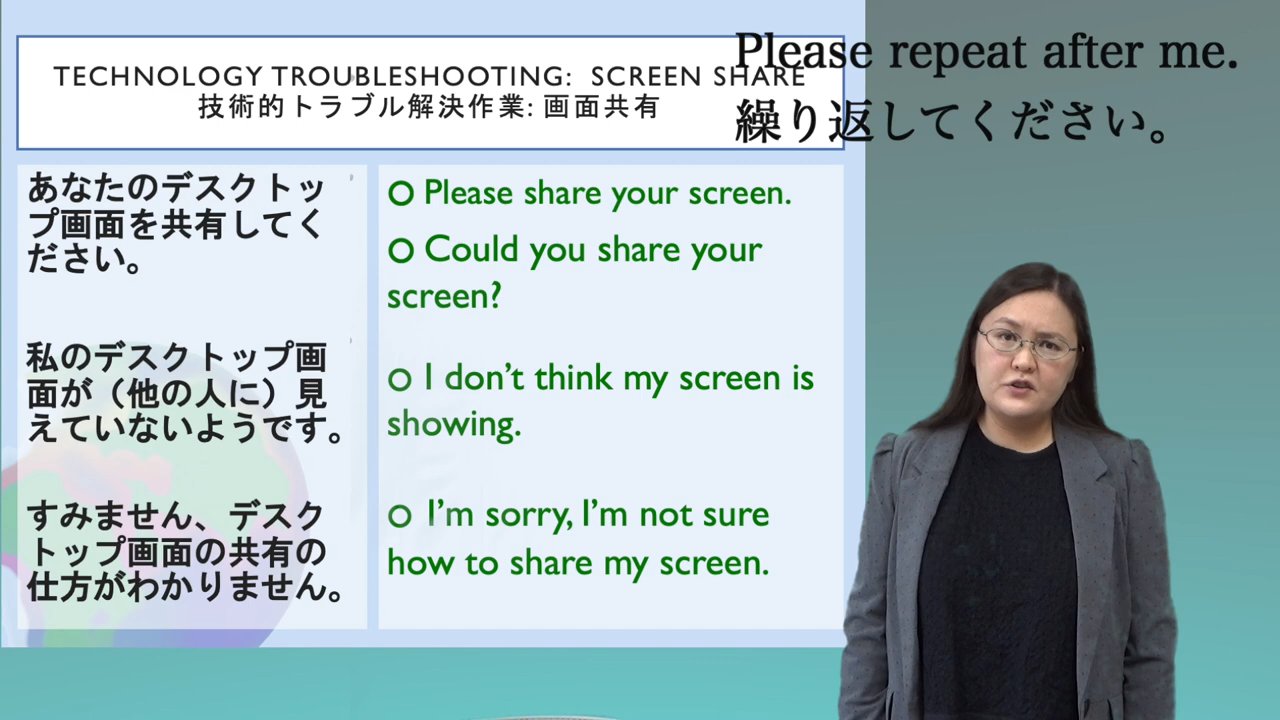 TECHNOLOGY TROUBLESHOOTING: SCREEN SHARE
技術的トラブル解決作業: 画面共有
Please repeat after me.
繰り返してください。
あなたのデスクトッ
プ画面を共有してく
ださい。
私のデスクトップ画
面が（他の人に）見
えていないようです。
すみません、デスク
トップ画面の共有の
仕方がわかりません。
O Please share your screen.
O Could you share your
screen?
O I don’t think my screen is
showing.
O I’m sorry, I’m not sure
how to share my screen.